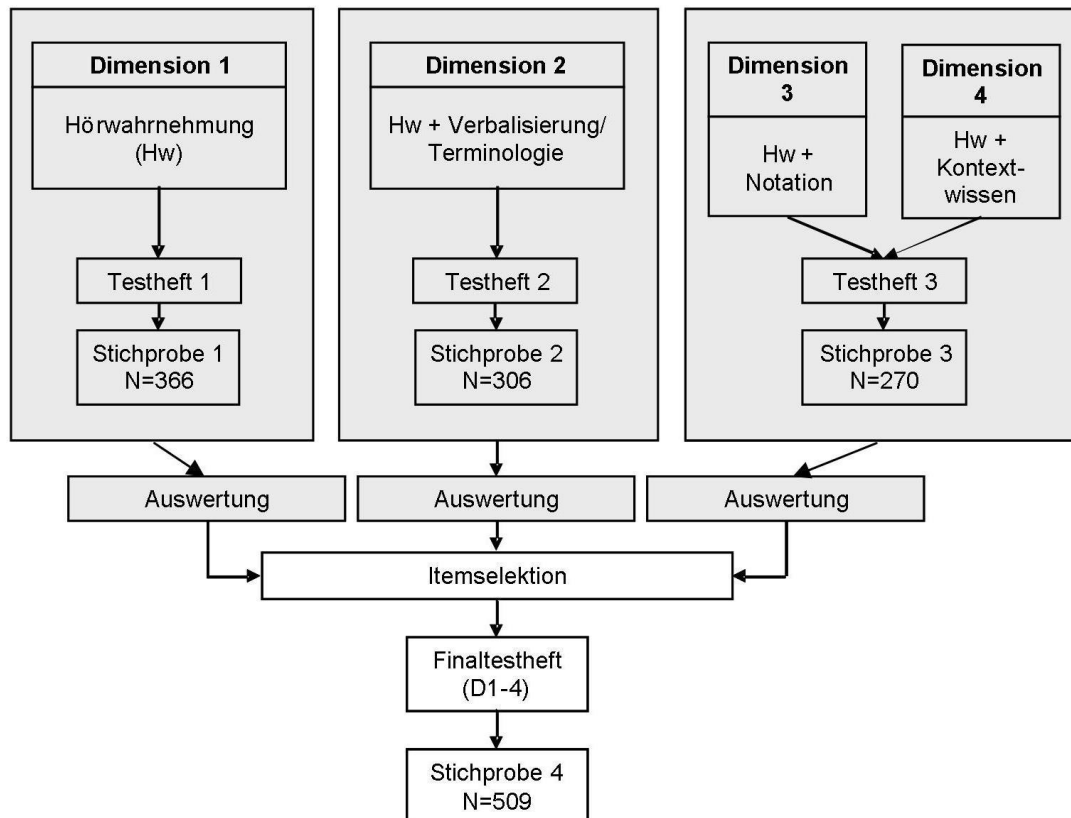 Dimension 1
Hörwahrnehmung
(Hw)
Testheft 1
Stichprobe 1
N=366
Dimension 2
Hw + Verbalisierung/
Terminologie
Testheft 2
Stichprobe 2
N=306
Dimension
3
Hw +
Notation
Dimension
4
Hw +
Kontext-
wissen
Testheft 3
Stichprobe 3
N=270
Auswertung
Auswertung
Auswertung
Itemselektion
Finaltestheft
(D1-4)
Stichprobe 4
N=509